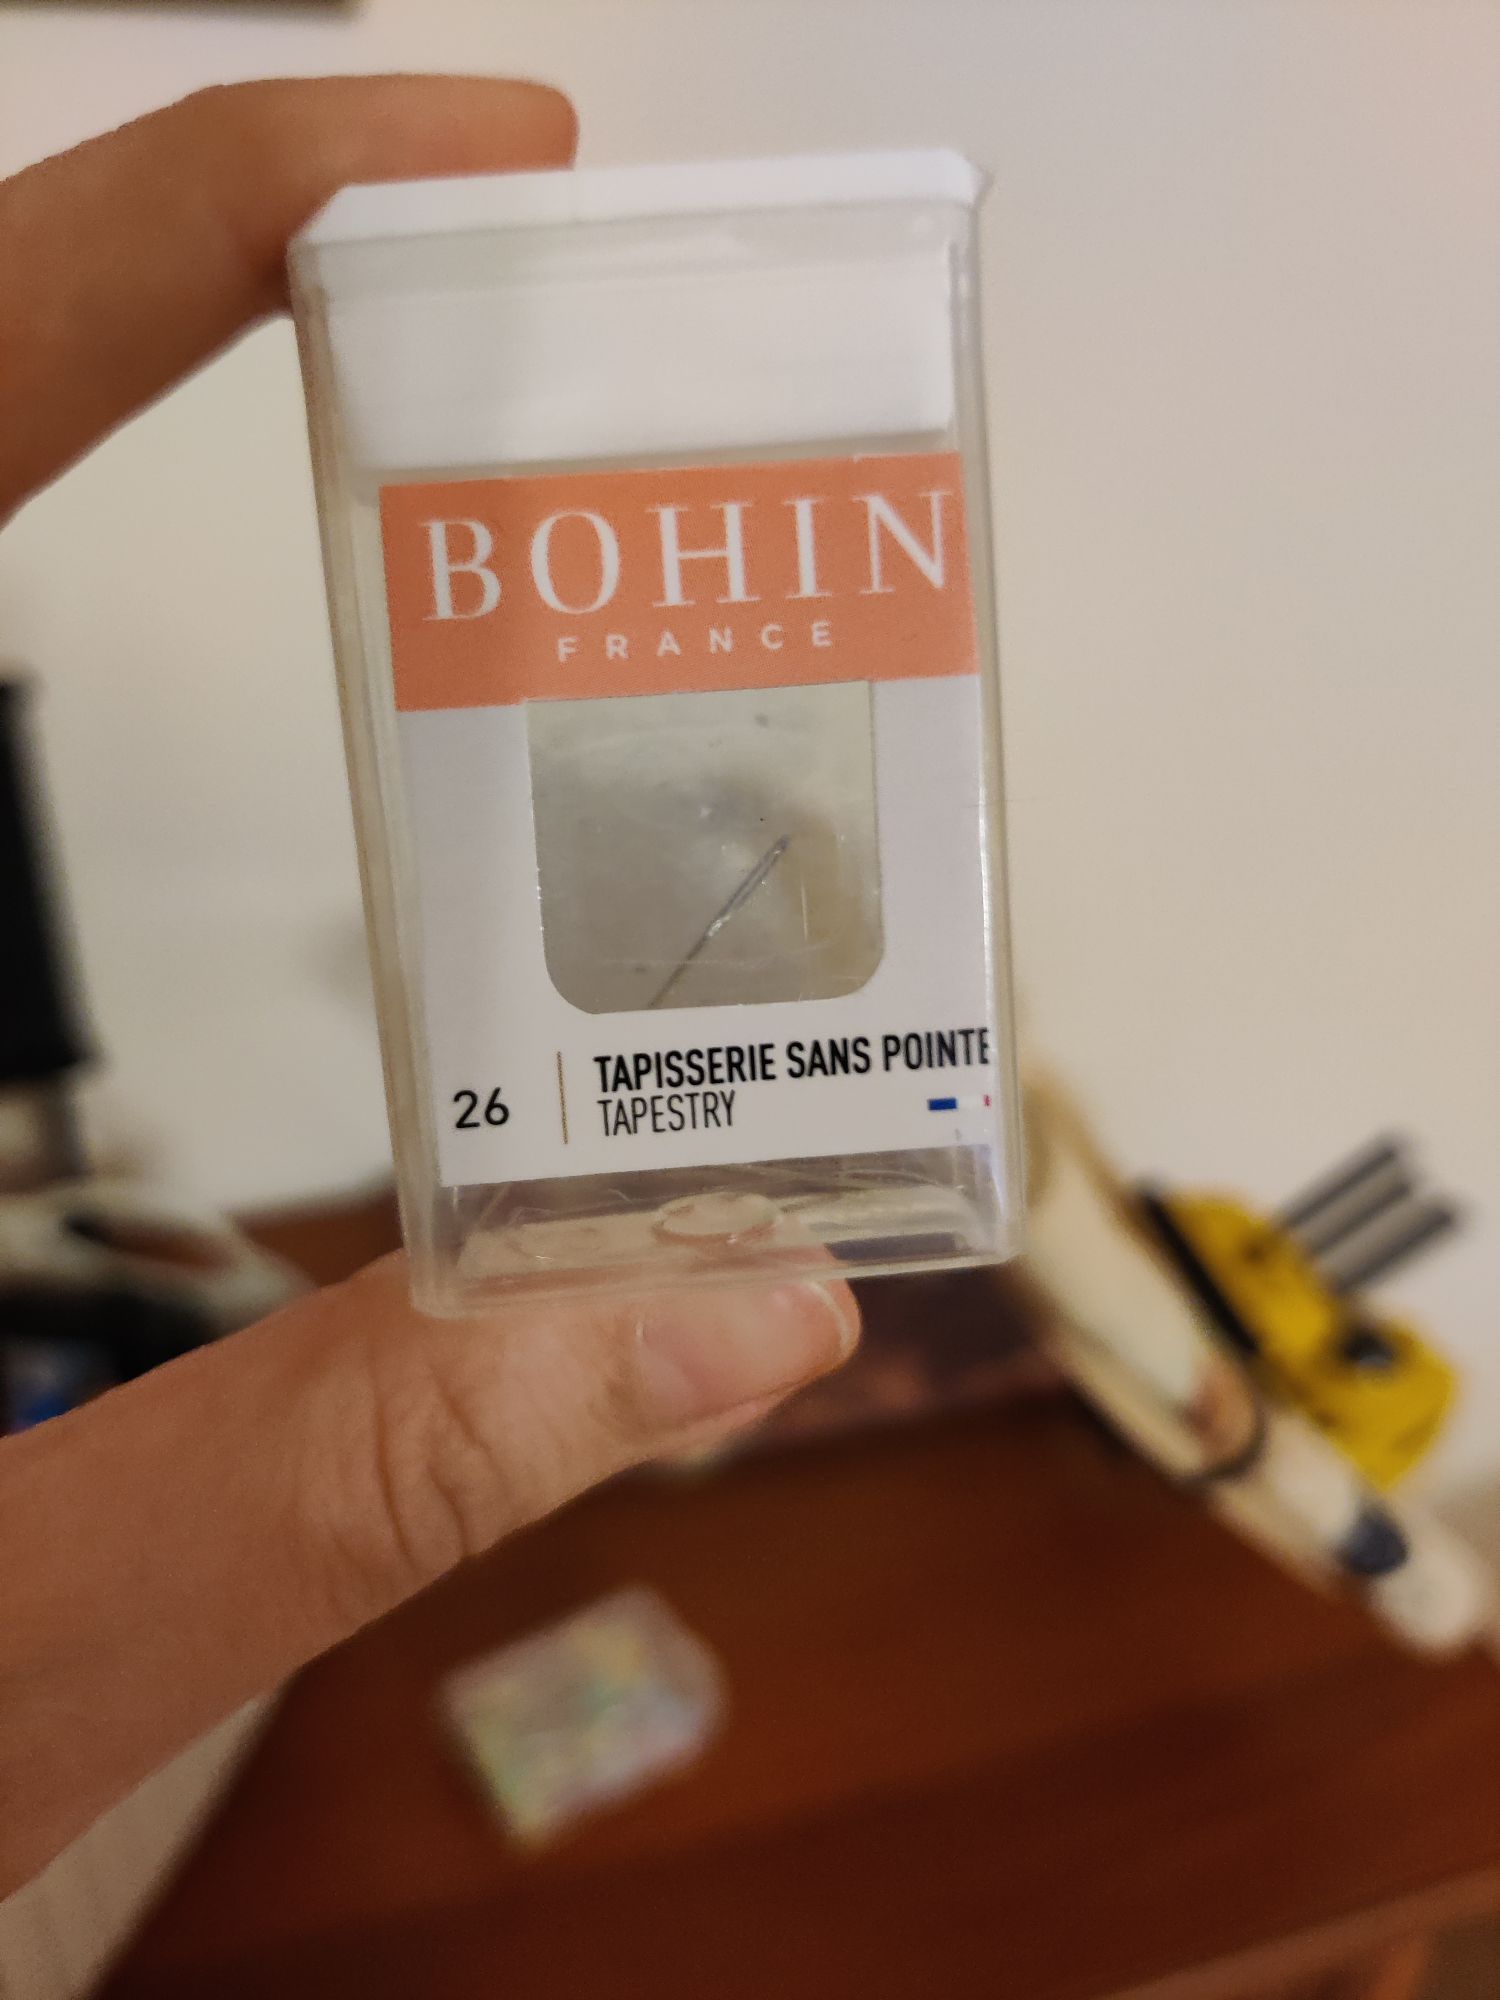 BOHIN
FRANCE
26
TAPISSERIE SANS POINTE
TAPESTRY